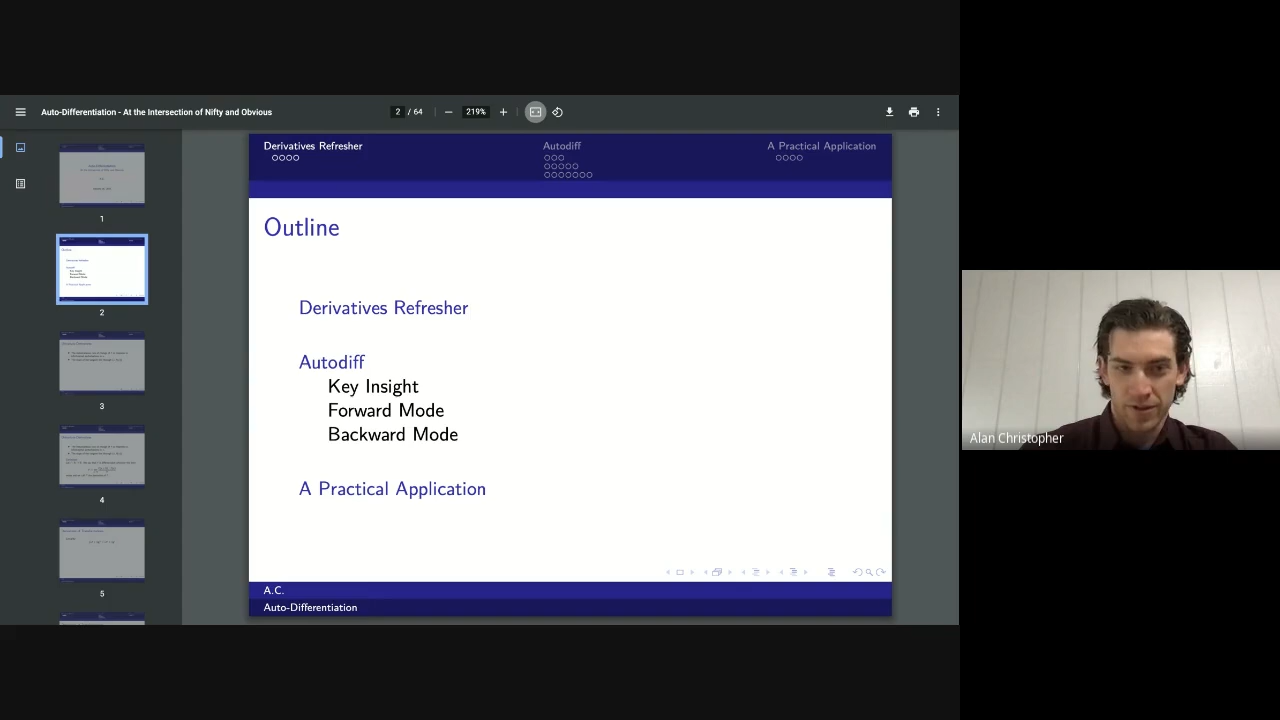 Auto-Differentiation - At the Intersection of Nifty and Obvious
2 / 64
219%
Derivatives Refresher
Autodiff
A Practical Application
Outline
Derivatives Refresher
Autodiff
Key Insight
Forward Mode
Backward Mode
A Practical Application
A.C.
Auto-Differentiation
1
2
3
4
5
Alan Christopher